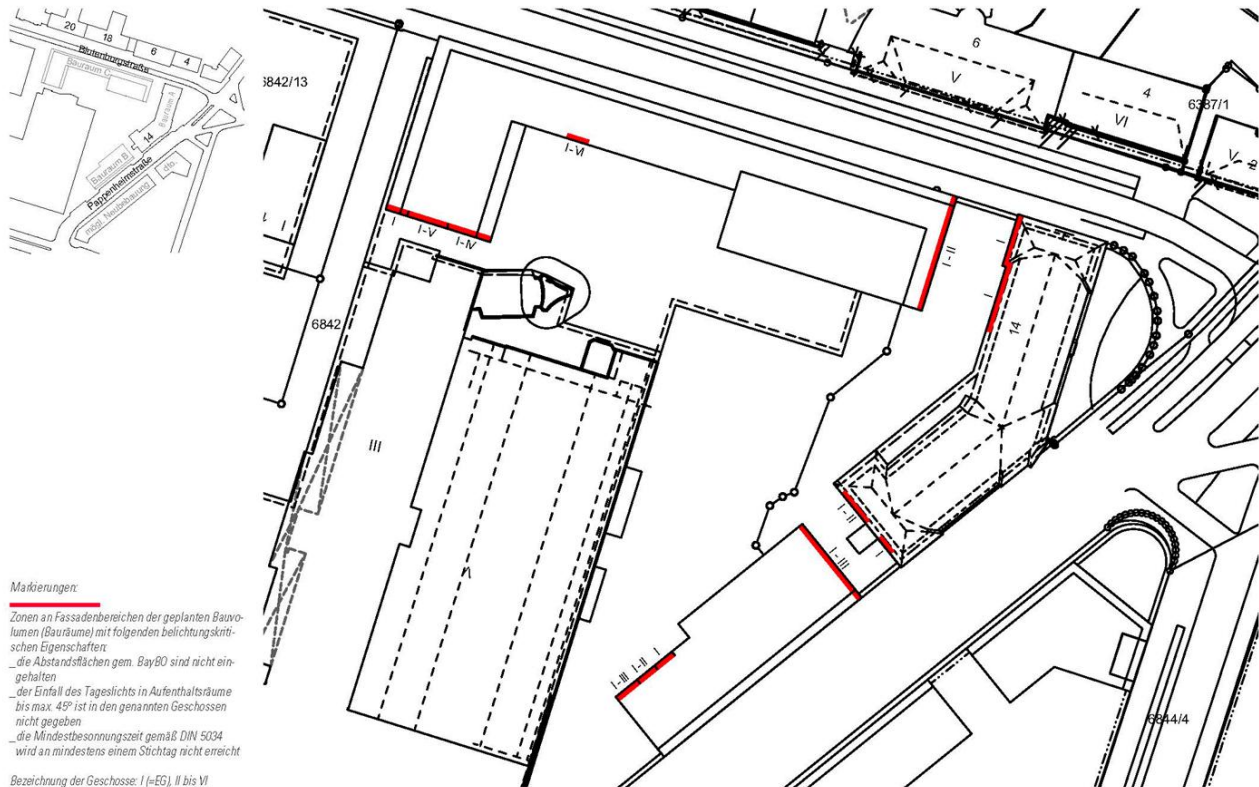 20
18
6
4
Blutenburgstraße
Bauraum C
Bauraum A
14
Bauraum B
Pappenheimstraße
mögl. Neubebauung
dto.
6842/13
6
V
4
VI
6387/1
V
2
I-VI
I
I-V
I-IV
I-II
I
I
14
I
6842
III
V
I-II
I
I-III
I-III
I-II
I
6844/4
Markierungen:
Zonen an Fassadenbereichen der geplanten Bauvo-
lumen (Bauräume) mit folgenden belichtungskriti-
schen Eigenschaften:
_die Abstandsflächen gem. BayBO sind nicht ein-
gehalten
_der Einfall des Tageslichts in Aufenthaltsräume
bis max. 45° ist in den genannten Geschossen
nicht gegeben
_die Mindestbesonnungszeit gemäß DIN 5034
wird an mindestens einem Stichtag nicht erreicht
Bezeichnung der Geschosse: I (=EG), II bis VI